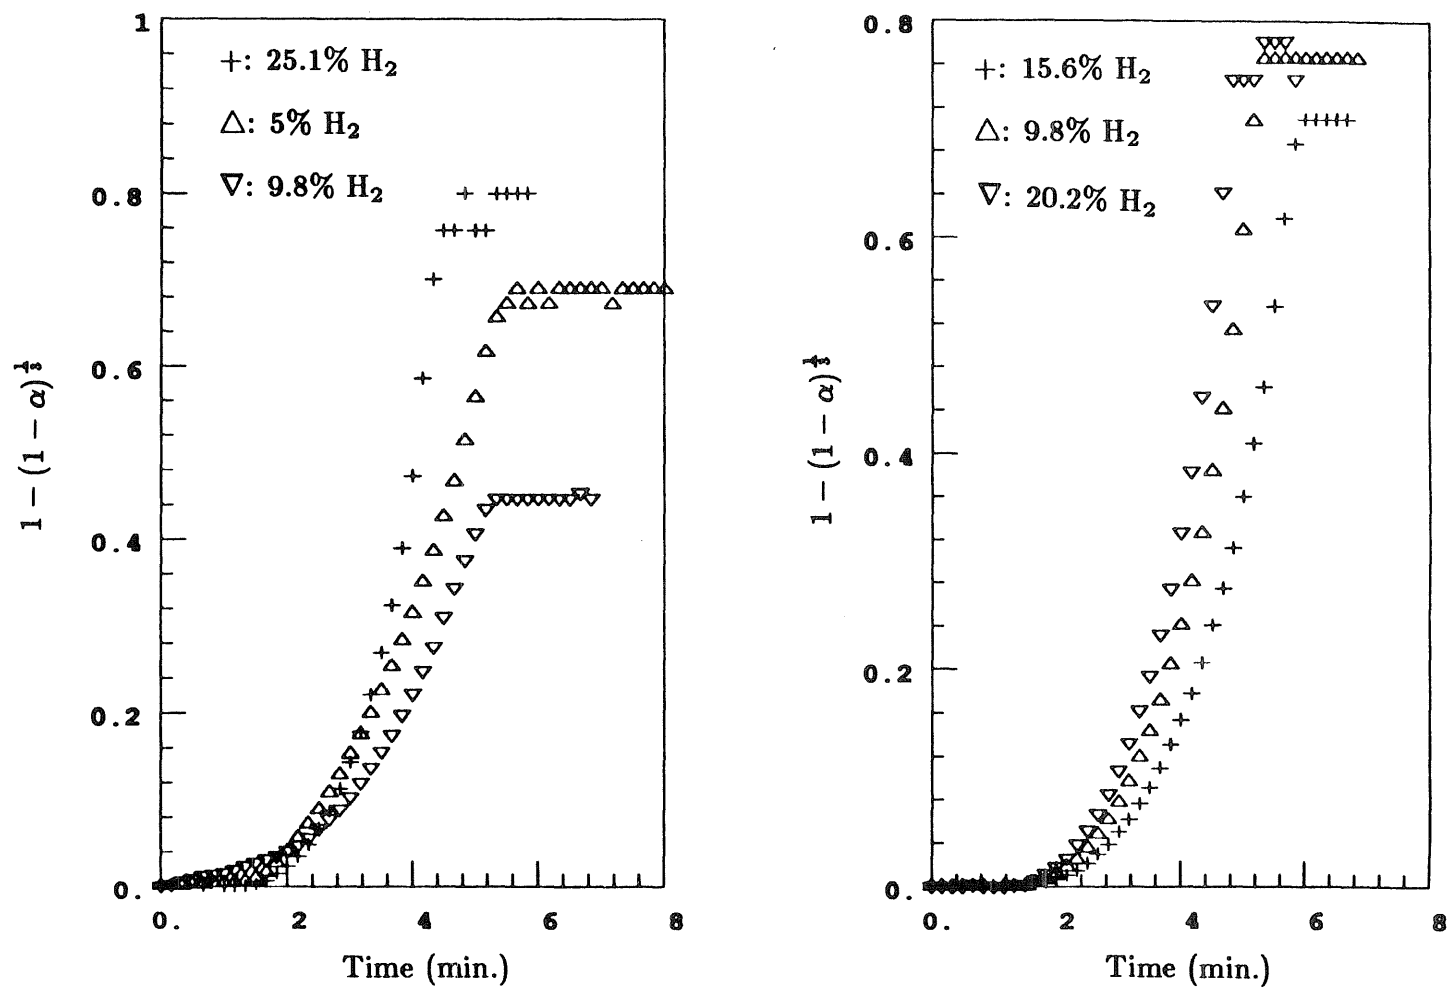 1
+: 25.1% H₂
△: 5% H₂
▽: 9.8% H₂
0.8
0.6
0.4
0.2
0.
0. 2 4 6 8
Time (min.)
1 − (1 − α)^{1/3}
0.8
+: 15.6% H₂
△: 9.8% H₂
▽: 20.2% H₂
0.6
0.4
0.2
0.
0. 2 4 6 8
Time (min.)
1 − (1 − α)^{1/3}